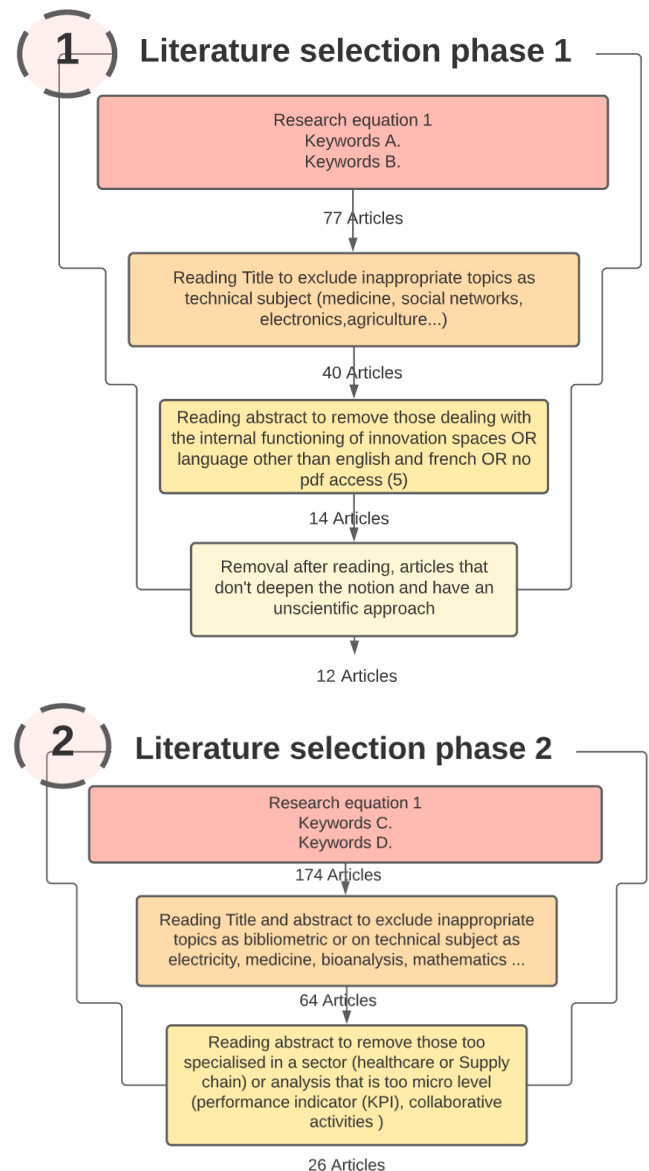 1
Literature selection phase 1
Research equation 1
Keywords A.
Keywords B.
77 Articles
Reading Title to exclude inappropriate topics as
technical subject (medicine, social networks,
electronics,agriculture...)
40 Articles
Reading abstract to remove those dealing with
the internal functioning of innovation spaces OR
language other than english and french OR no
pdf access (5)
14 Articles
Removal after reading, articles that
don't deepen the notion and have an
unscientific approach
12 Articles
2
Literature selection phase 2
Research equation 1
Keywords C.
Keywords D.
174 Articles
Reading Title and abstract to exclude inappropriate
topics as bibliometric or on technical subject as
electricity, medicine, bioanalysis, mathematics ...
64 Articles
Reading abstract to remove those too
specialised in a sector (healthcare or Supply
chain) or analysis that is too micro level
(performance indicator (KPI), collaborative
activities )
26 Articles